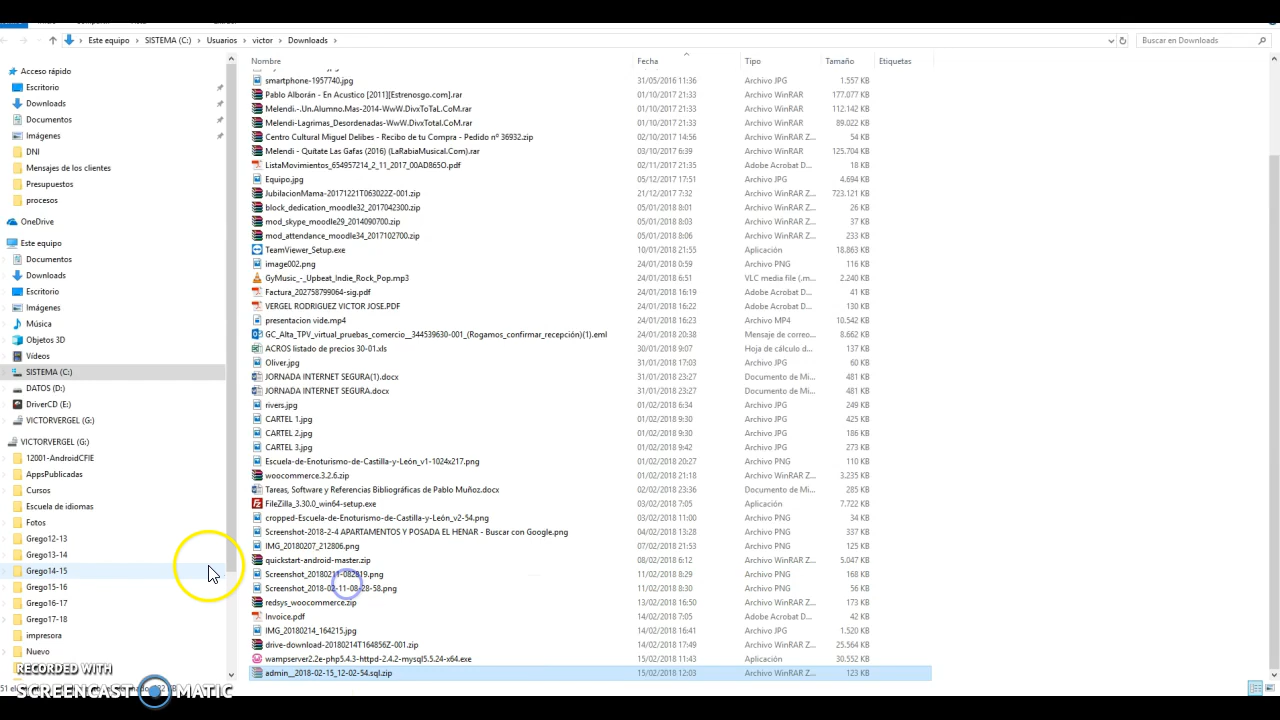 Este equipo > SISTEMA (C:) > Usuarios > victor > Downloads >
Buscar en Downloads
Nombre Fecha Tipo Tamaño Etiquetas
Acceso rápido
Escritorio
Downloads
Documentos
Imágenes
DNI
Mensajes de los clientes
Presupuestos
procesos
OneDrive
Este equipo
Documentos
Downloads
Escritorio
Imágenes
Música
Objetos 3D
Vídeos
SISTEMA (C:)
DATOS (D:)
DriverCD (E:)
VICTORVERGEL (G:)
VICTORVERGEL (G:)
12001-AndroidCFIE
AppsPublicadas
Cursos
Escuela de idiomas
Fotos
Grego12-13
Grego13-14
Grego14-15
Grego15-16
Grego16-17
Grego17-18
impresora
Nuevo
smartphone-1957740.jpg 31/05/2016 11:36 Archivo JPG 1.557 KB
Pablo Alborán - En Acustico [2011][Estrenosgo.com].rar 01/10/2017 21:33 Archivo WinRAR 177.077 KB
Melendi.-.Un.Alumno.Mas-2014-WwW.DivxToTaL.CoM.rar 01/10/2017 21:33 Archivo WinRAR 112.142 KB
Melendi-Lagrimas_Desordenadas-WwW.DivxTotal.CoM.rar 01/10/2017 21:33 Archivo WinRAR 89.022 KB
Centro Cultural Miguel Delibes - Recibo de tu Compra - Pedido nº 36932.zip 02/10/2017 14:56 Archivo WinRAR Z... 54 KB
Melendi - Quítate Las Gafas (2016) (LaRabiaMusical.Com).rar 03/10/2017 6:39 Archivo WinRAR 125.704 KB
ListaMovimientos_654957214_2_11_2017_00AD865O.pdf 02/11/2017 21:35 Adobe Acrobat D... 18 KB
Equipo.jpg 05/12/2017 17:51 Archivo JPG 4.694 KB
JubilacionMama-20171221T063022Z-001.zip 21/12/2017 7:32 Archivo WinRAR Z... 723.121 KB
block_dedication_moodle32_2017042300.zip 05/01/2018 8:01 Archivo WinRAR Z... 26 KB
mod_skype_moodle29_2014090700.zip 05/01/2018 8:03 Archivo WinRAR Z... 37 KB
mod_attendance_moodle34_2017102700.zip 05/01/2018 8:06 Archivo WinRAR Z... 233 KB
TeamViewer_Setup.exe 10/01/2018 21:55 Aplicación 18.863 KB
image002.png 24/01/2018 0:59 Archivo PNG 116 KB
GyMusic_-_Upbeat_Indie_Rock_Pop.mp3 24/01/2018 6:51 VLC media file (.m... 2.240 KB
Factura_202758799064-sig.pdf 24/01/2018 16:19 Adobe Acrobat D... 41 KB
VERGEL RODRIGUEZ VICTOR JOSE.PDF 24/01/2018 16:22 Adobe Acrobat D... 130 KB
presentacion vide.mp4 24/01/2018 16:23 Archivo MP4 10.542 KB
GC_Alta_TPV_virtual_pruebas_comercio__344539630-001_(Rogamos_confirmar_recepción)(1).eml 24/01/2018 20:38 Mensaje de correo... 8.662 KB
ACROS listado de precios 30-01.xls 30/01/2018 9:07 Hoja de cálculo d... 137 KB
Oliver.jpg 31/01/2018 17:03 Archivo JPG 60 KB
JORNADA INTERNET SEGURA(1).docx 31/01/2018 23:27 Documento de Mi... 481 KB
JORNADA INTERNET SEGURA.docx 31/01/2018 23:27 Documento de Mi... 481 KB
rivers.jpg 01/02/2018 6:34 Archivo JPG 249 KB
CARTEL 1.jpg 01/02/2018 9:30 Archivo JPG 425 KB
CARTEL 2.jpg 01/02/2018 9:30 Archivo JPG 186 KB
CARTEL 3.jpg 01/02/2018 9:42 Archivo JPG 273 KB
Escuela-de-Enoturismo-de-Castilla-y-León_v1-1024x217.png 01/02/2018 20:27 Archivo PNG 110 KB
woocommerce.3.2.6.zip 01/02/2018 21:18 Archivo WinRAR Z... 3.235 KB
Tareas, Software y Referencias Bibliográficas de Pablo Muñoz.docx 02/02/2018 23:36 Documento de Mi... 285 KB
FileZilla_3.30.0_win64-setup.exe 03/02/2018 7:05 Aplicación 7.722 KB
cropped-Escuela-de-Enoturismo-de-Castilla-y-León_v2-54.png 03/02/2018 11:00 Archivo PNG 34 KB
Screenshot-2018-2-4 APARTAMENTOS Y POSADA EL HENAR - Buscar con Google.png 04/02/2018 13:28 Archivo PNG 337 KB
IMG_20180207_212806.png 07/02/2018 21:53 Archivo PNG 125 KB
quickstart-android-master.zip 08/02/2018 6:12 Archivo WinRAR Z... 5.047 KB
Screenshot_20180211-082819.png 11/02/2018 8:29 Archivo PNG 168 KB
Screenshot_2018-02-11-08-28-58.png 11/02/2018 8:30 Archivo PNG 56 KB
redsys_woocommerce.zip 13/02/2018 16:50 Archivo WinRAR Z... 173 KB
Invoice.pdf 14/02/2018 7:05 Adobe Acrobat D... 42 KB
IMG_20180214_164215.jpg 14/02/2018 16:41 Archivo JPG 1.520 KB
drive-download-20180214T164856Z-001.zip 14/02/2018 17:49 Archivo WinRAR Z... 25.564 KB
wampserver2.2e-php5.4.3-httpd-2.4.2-mysql5.5.24-x64.exe 15/02/2018 11:43 Aplicación 30.552 KB
admin__2018-02-15_12-02-54.sql.zip 15/02/2018 12:03 Archivo WinRAR Z... 123 KB
RECORDED WITH
SCREENCAST MATIC